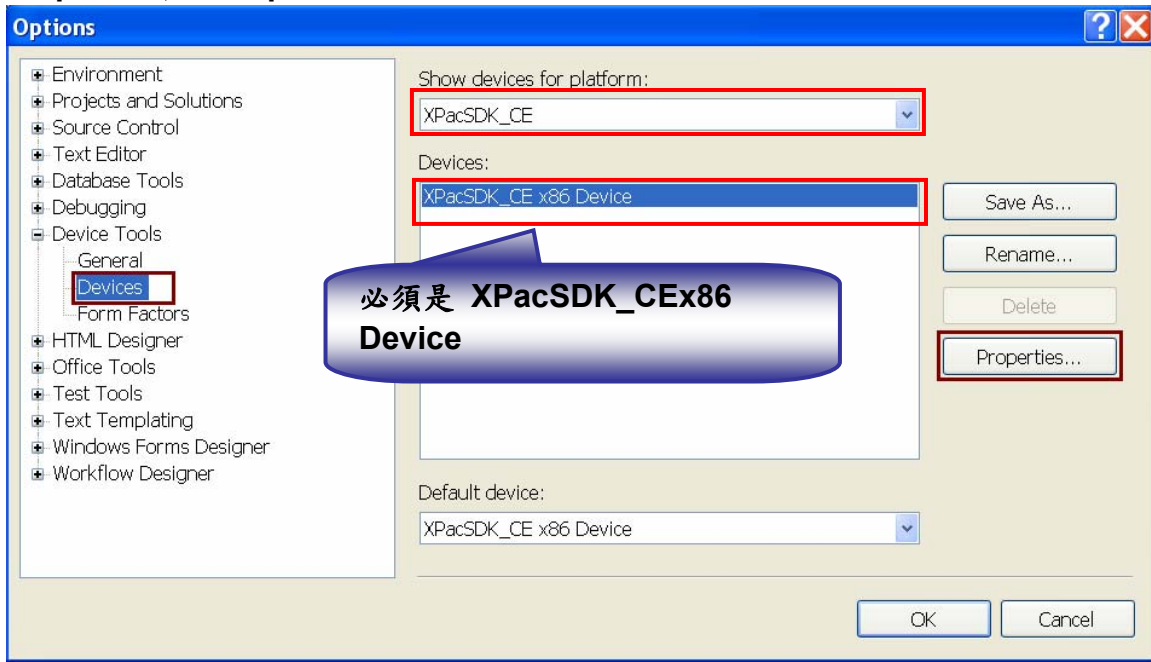 Options
Environment
Projects and Solutions
Source Control
Text Editor
Database Tools
Debugging
Device Tools
General
Devices
Form Factors
HTML Designer
Office Tools
Test Tools
Text Templating
Windows Forms Designer
Workflow Designer
Show devices for platform:
XPacSDK_CE
Devices:
XPacSDK_CE x86 Device
必須是 XPacSDK_CEx86
Device
Save As...
Rename...
Delete
Properties...
Default device:
XPacSDK_CE x86 Device
OK
Cancel